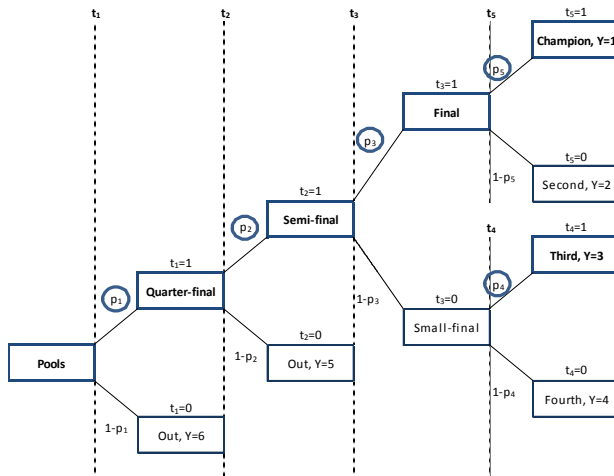 t₁
t₂
t₃
t₅
t₅=1
Champion, Y=1
p₅
t₃=1
Final
p₃
t₅=0
1-p₅
Second, Y=2
t₂=1
Semi-final
p₂
t₄
t₄=1
Third, Y=3
t₁=1
Quarter-final
p₁
1-p₃
t₃=0
Small-final
p₄
Pools
t₂=0
1-p₂
Out, Y=5
t₄=0
1-p₄
Fourth, Y=4
t₁=0
1-p₁
Out, Y=6